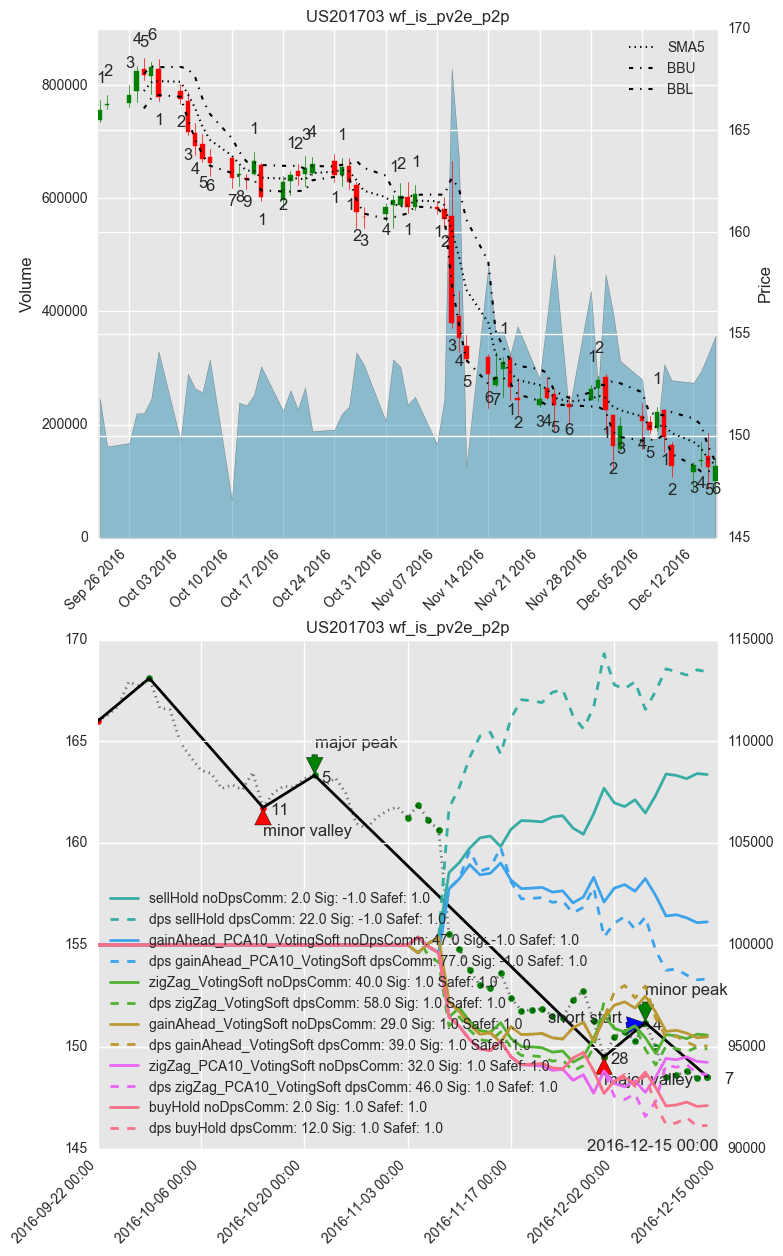 US201703 wf_is_pv2e_p2p
SMA5
BBU
BBL
Volume
Price
800000
600000
400000
200000
0
170
165
160
155
150
145
Sep 26 2016
Oct 03 2016
Oct 10 2016
Oct 17 2016
Oct 24 2016
Oct 31 2016
Nov 07 2016
Nov 14 2016
Nov 21 2016
Nov 28 2016
Dec 05 2016
Dec 12 2016
US201703 wf_is_pv2e_p2p
170
165
160
155
150
145
115000
110000
105000
100000
95000
90000
major peak
5
11
minor valley
sellHold noDpsComm: 2.0 Sig: -1.0 Safef: 1.0
dps sellHold dpsComm: 22.0 Sig: -1.0 Safef: 1.0
gainAhead_PCA10_VotingSoft noDpsComm: 47.0 Sig: -1.0 Safef: 1.0
dps gainAhead_PCA10_VotingSoft dpsComm: 77.0 Sig: -1.0 Safef: 1.0
zigZag_VotingSoft noDpsComm: 40.0 Sig: 1.0 Safef: 1.0
dps zigZag_VotingSoft dpsComm: 58.0 Sig: 1.0 Safef: 1.0
gainAhead_VotingSoft noDpsComm: 29.0 Sig: 1.0 Safef: 1.0
dps gainAhead_VotingSoft dpsComm: 39.0 Sig: 1.0 Safef: 1.0
zigZag_PCA10_VotingSoft noDpsComm: 32.0 Sig: 1.0 Safef: 1.0
dps zigZag_PCA10_VotingSoft dpsComm: 46.0 Sig: 1.0 Safef: 1.0
buyHold noDpsComm: 2.0 Sig: 1.0 Safef: 1.0
dps buyHold dpsComm: 12.0 Sig: 1.0 Safef: 1.0
minor peak
short start
4
28
major valley
7
2016-12-15 00:00
2016-09-22 00:00
2016-10-06 00:00
2016-10-20 00:00
2016-11-03 00:00
2016-11-17 00:00
2016-12-02 00:00
2016-12-15 00:00